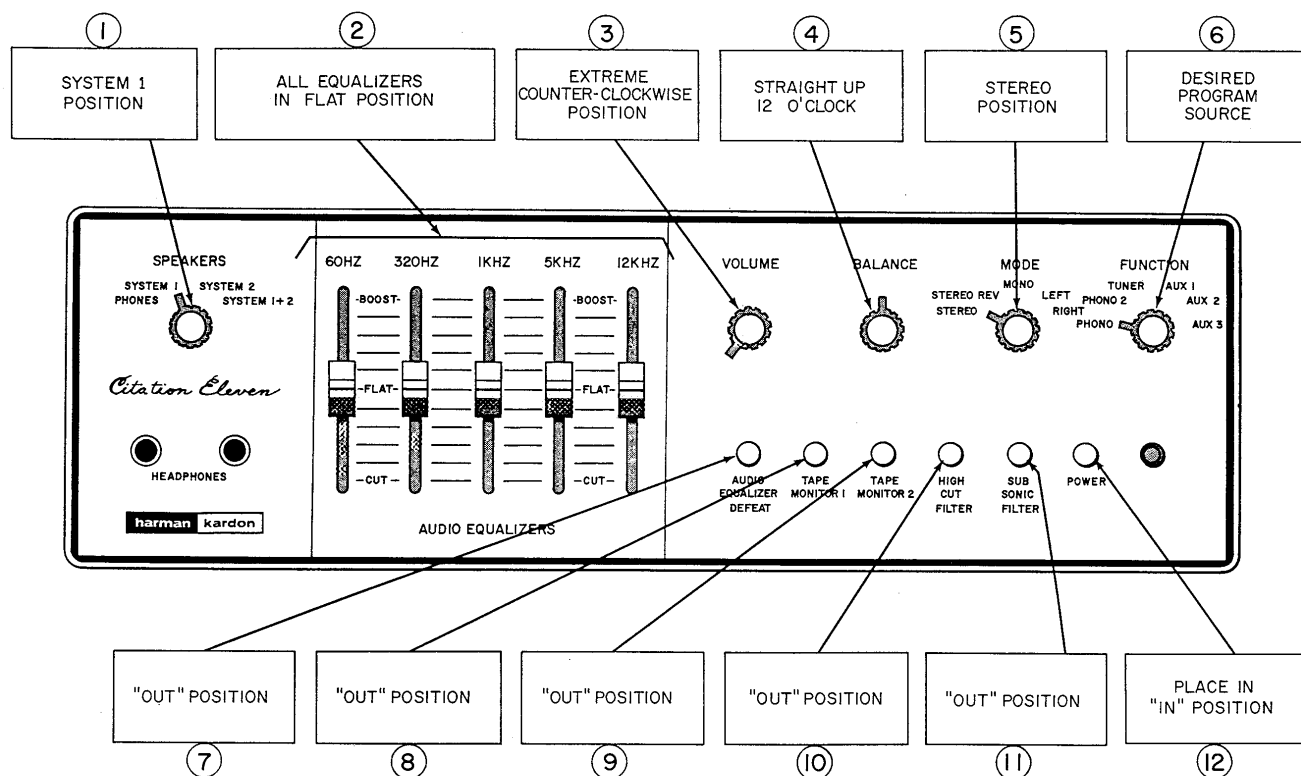 1
2
3
4
5
6
SYSTEM 1
POSITION
ALL EQUALIZERS
IN FLAT POSITION
EXTREME
COUNTER-CLOCKWISE
POSITION
STRAIGHT UP
12 O'CLOCK
STEREO
POSITION
DESIRED
PROGRAM
SOURCE
SPEAKERS
PHONES
SYSTEM 1
SYSTEM 2
SYSTEM 1+2
Citation Eleven
HEADPHONES
harman kardon
60HZ 320HZ 1KHZ 5KHZ 12KHZ
-BOOST- -BOOST-
-FLAT- -FLAT-
-CUT- -CUT-
AUDIO EQUALIZERS
VOLUME
BALANCE
MODE
STEREO
STEREO REV
MONO
LEFT
RIGHT
FUNCTION
PHONO
PHONO 2
TUNER
AUX 1
AUX 2
AUX 3
AUDIO
EQUALIZER
DEFEAT
TAPE
MONITOR 1
TAPE
MONITOR 2
HIGH
CUT
FILTER
SUB
SONIC
FILTER
POWER
"OUT" POSITION
"OUT" POSITION
"OUT" POSITION
"OUT" POSITION
"OUT" POSITION
PLACE IN
"IN" POSITION
7
8
9
10
11
12